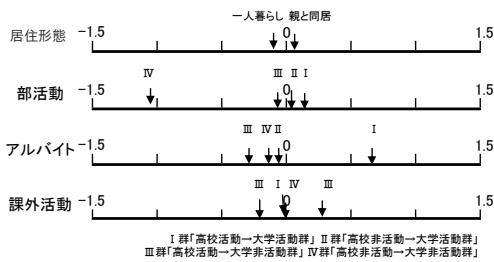 一人暮らし 親と同居
居住形態 -1.5 0 1.5
Ⅳ Ⅲ Ⅱ Ⅰ
部活動 -1.5 0 1.5
Ⅲ Ⅳ Ⅱ Ⅰ
アルバイト -1.5 0 1.5
Ⅲ Ⅰ Ⅳ Ⅲ
課外活動 -1.5 0 1.5
Ⅰ群「高校活動→大学活動群」 Ⅱ群「高校非活動→大学活動群」
Ⅲ群「高校活動→大学非活動群」 Ⅳ群「高校非活動→大学非活動群」